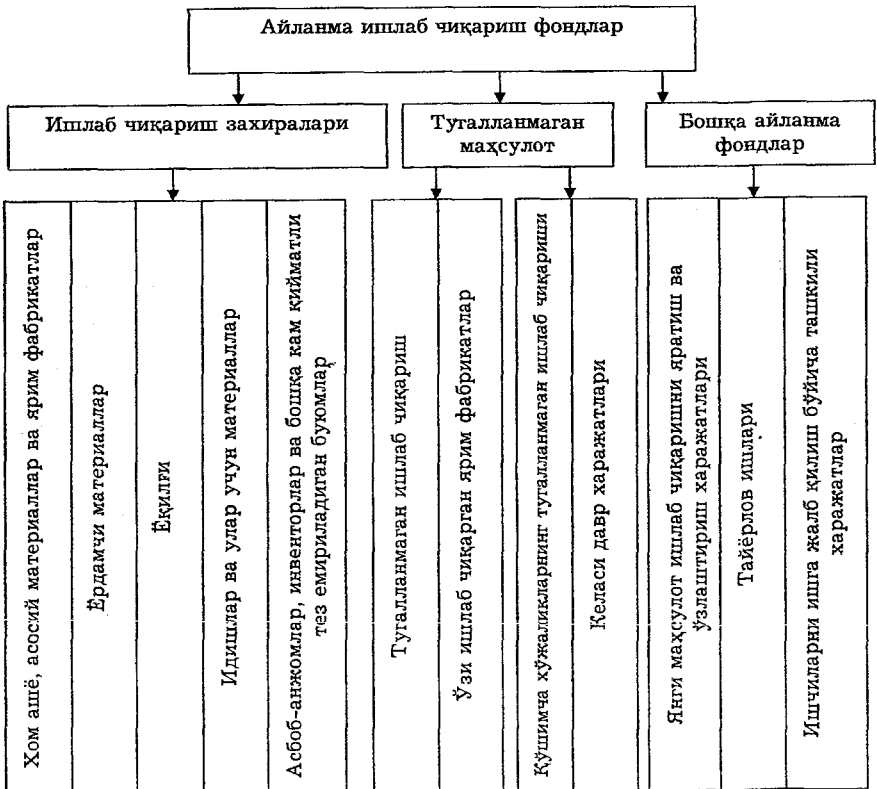 Айланма ишлаб чиқариш фондлар
Ишлаб чиқариш захиралари
Тугалланмаган
маҳсулот
Бошқа айланма
фондлар
Хом ашё, асосий материаллар ва ярим фабрикатлар
Ёрдамчи материаллар
Ёқилғи
Идишлар ва улар учун материаллар
Асбоб-анжомлар, инвенторлар ва бошқа кам қийматли
тез емириладиган буюмлар
Тугалланмаган ишлаб чиқариш
Ўзи ишлаб чиқарган ярим фабрикатлар
Қўшимча хўжаликларнинг тугалланмаган ишлаб чиқариши
Келаси давр харажатлари
Янги маҳсулот ишлаб чиқаришни яратиш ва
ўзлаштириш харажатлари
Тайёрлов ишлари
Ишчиларни ишга жалб қилиш бўйича ташкили
харажатлар